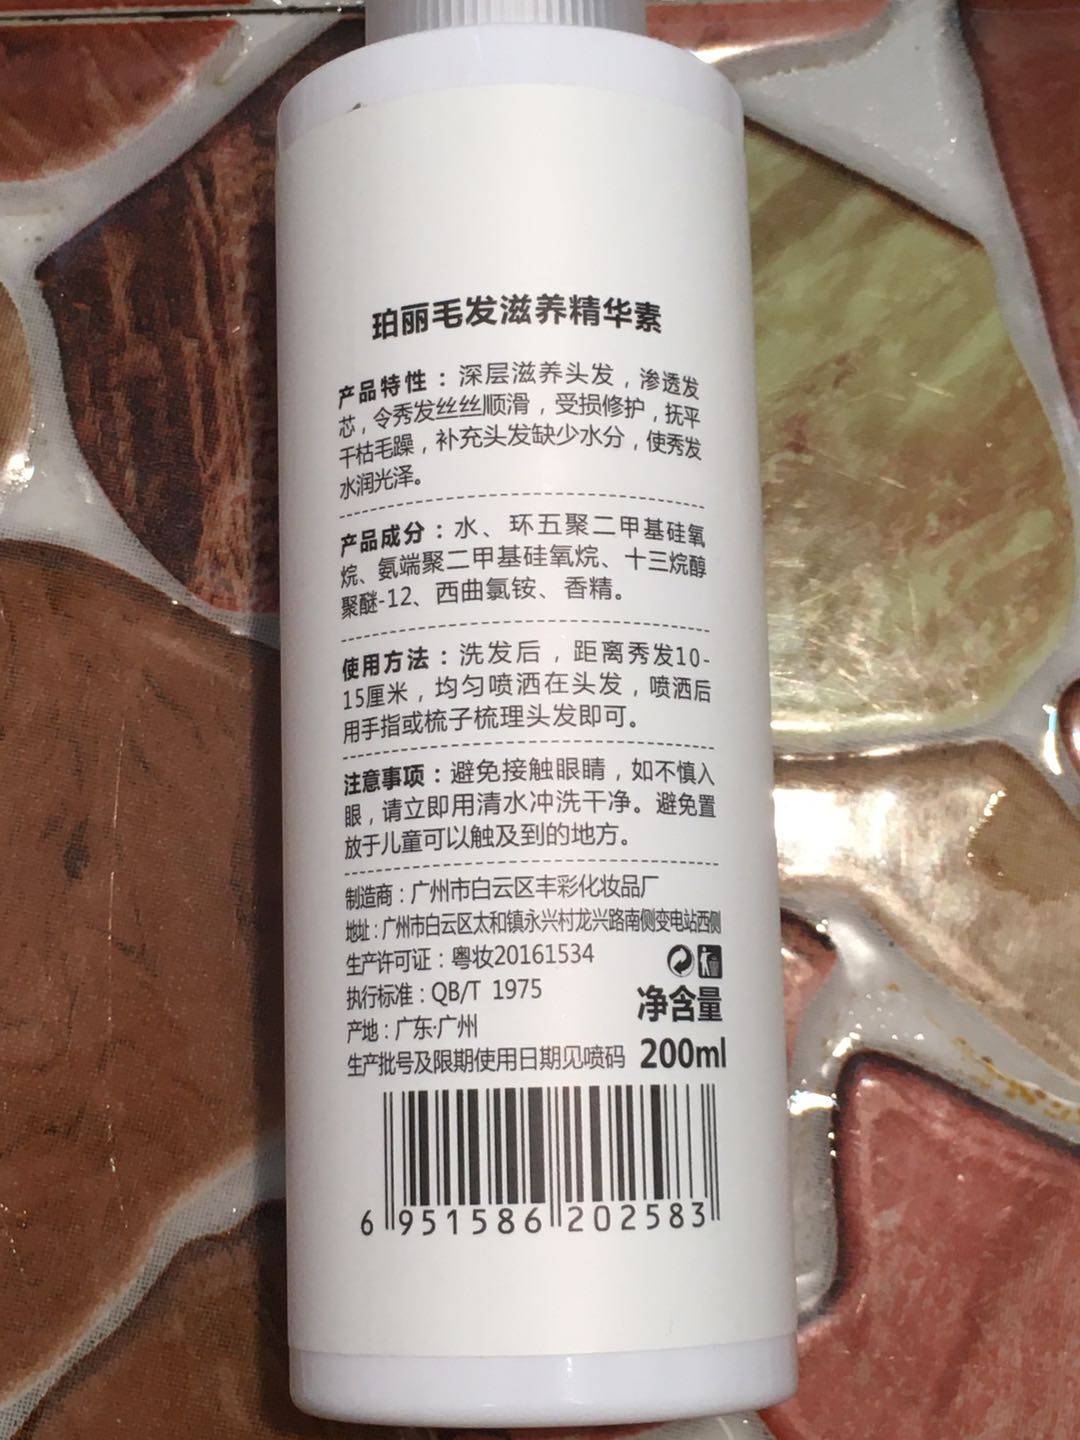 珀丽毛发滋养精华素
产品特性：深层滋养头发，渗透发
芯，令秀发丝丝顺滑，受损修护，抚平
干枯毛躁，补充头发缺少水分，使秀发
水润光泽。
产品成分：水、环五聚二甲基硅氧
烷、氨端聚二甲基硅氧烷、十三烷醇
聚醚-12、西曲氯铵、香精。
使用方法：洗发后，距离秀发10-
15厘米，均匀喷洒在头发，喷洒后
用手指或梳子梳理头发即可。
注意事项：避免接触眼睛，如不慎入
眼，请立即用清水冲洗干净。避免置
放于儿童可以触及到的地方。
制造商：广州市白云区丰彩化妆品厂
地址：广州市白云区太和镇永兴村龙兴路南侧变电站西侧
生产许可证：粤妆20161534
执行标准：QB/T 1975
产地：广东·广州
生产批号及限期使用日期见喷码
净含量
200ml
6 951586 202583